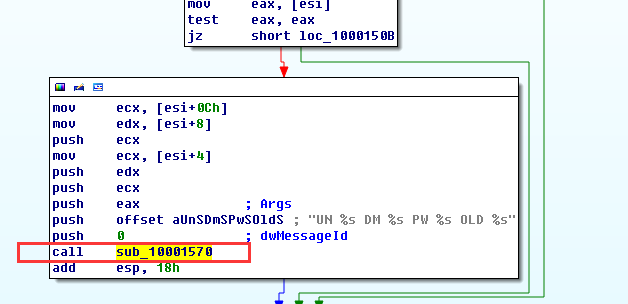 mov     eax, [esi]
test    eax, eax
jz      short loc_1000150B
mov     ecx, [esi+0Ch]
mov     edx, [esi+8]
push    ecx
mov     ecx, [esi+4]
push    edx
push    ecx
push    eax             ; Args
push    offset aUnSDmSPwSOldS ; "UN %s DM %s PW %s OLD %s"
push    0               ; dwMessageId
call    sub_10001570
add     esp, 18h